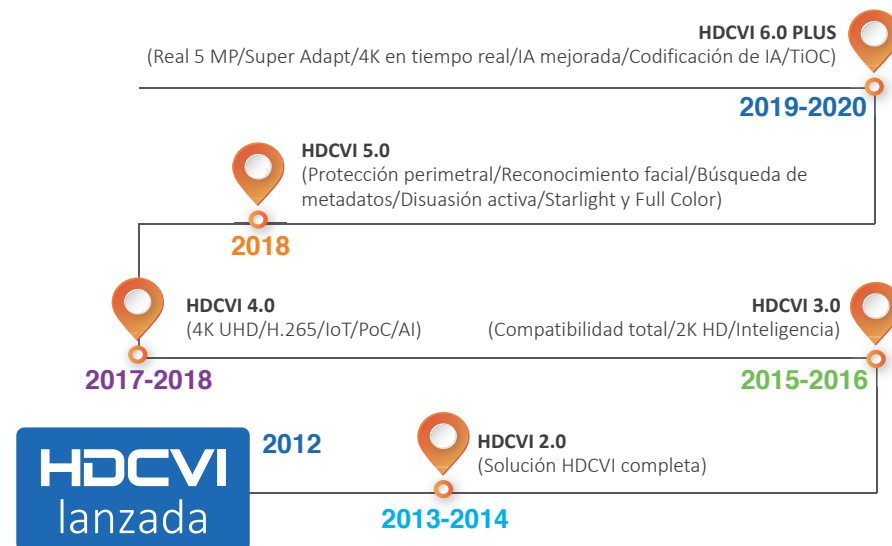 HDCVI 6.0 PLUS
(Real 5 MP/Super Adapt/4K en tiempo real/IA mejorada/Codificación de IA/TiOC)
2019-2020
HDCVI 5.0
(Protección perimetral/Reconocimiento facial/Búsqueda de
metadatos/Disuasión activa/Starlight y Full Color)
2018
HDCVI 4.0
(4K UHD/H.265/IoT/PoC/AI)
2017-2018
HDCVI 3.0
(Compatibilidad total/2K HD/Inteligencia)
2015-2016
HDCVI
lanzada
2012
HDCVI 2.0
(Solución HDCVI completa)
2013-2014